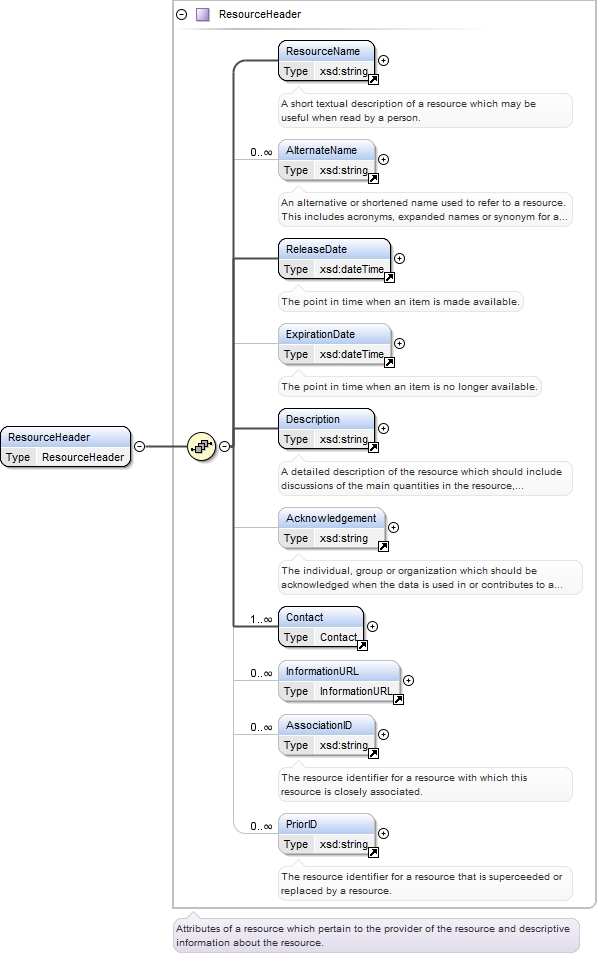 ResourceHeader
ResourceName
Type xsd:string
A short textual description of a resource which may be
useful when read by a person.
0..∞
AlternateName
Type xsd:string
An alternative or shortened name used to refer to a resource.
This includes acronyms, expanded names or synonym for a...
ReleaseDate
Type xsd:dateTime
The point in time when an item is made available.
ExpirationDate
Type xsd:dateTime
The point in time when an item is no longer available.
ResourceHeader
Type ResourceHeader
Description
Type xsd:string
A detailed description of the resource which should include
discussions of the main quantities in the resource,...
Acknowledgement
Type xsd:string
The individual, group or organization which should be
acknowledged when the data is used in or contributes to a...
1..∞
Contact
Type Contact
0..∞
InformationURL
Type InformationURL
0..∞
AssociationID
Type xsd:string
The resource identifier for a resource with which this
resource is closely associated.
0..∞
PriorID
Type xsd:string
The resource identifier for a resource that is superceeded or
replaced by a resource.
Attributes of a resource which pertain to the provider of the resource and descriptive
information about the resource.